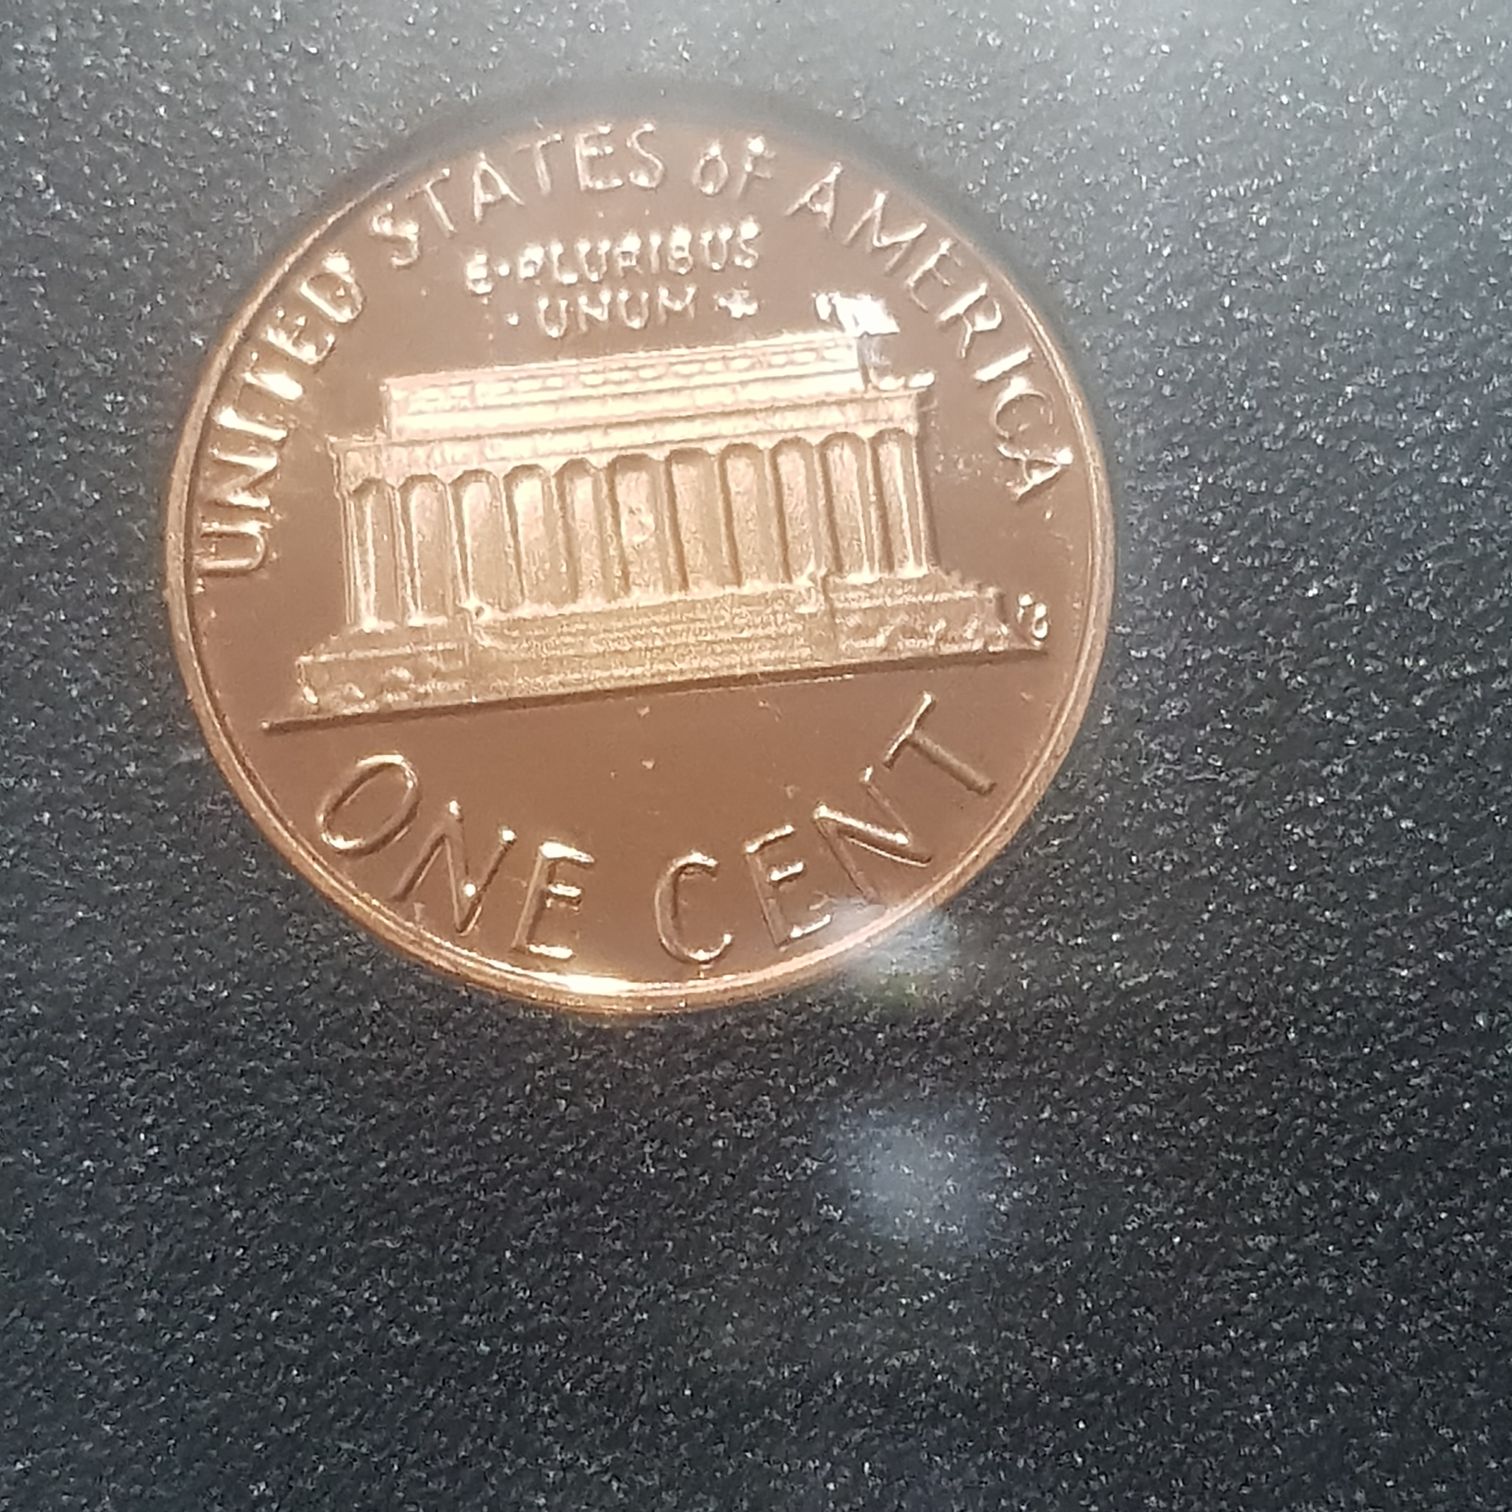 UNITED STATES OF AMERICA
E·PLURIBUS
·UNUM·
ONE CENT